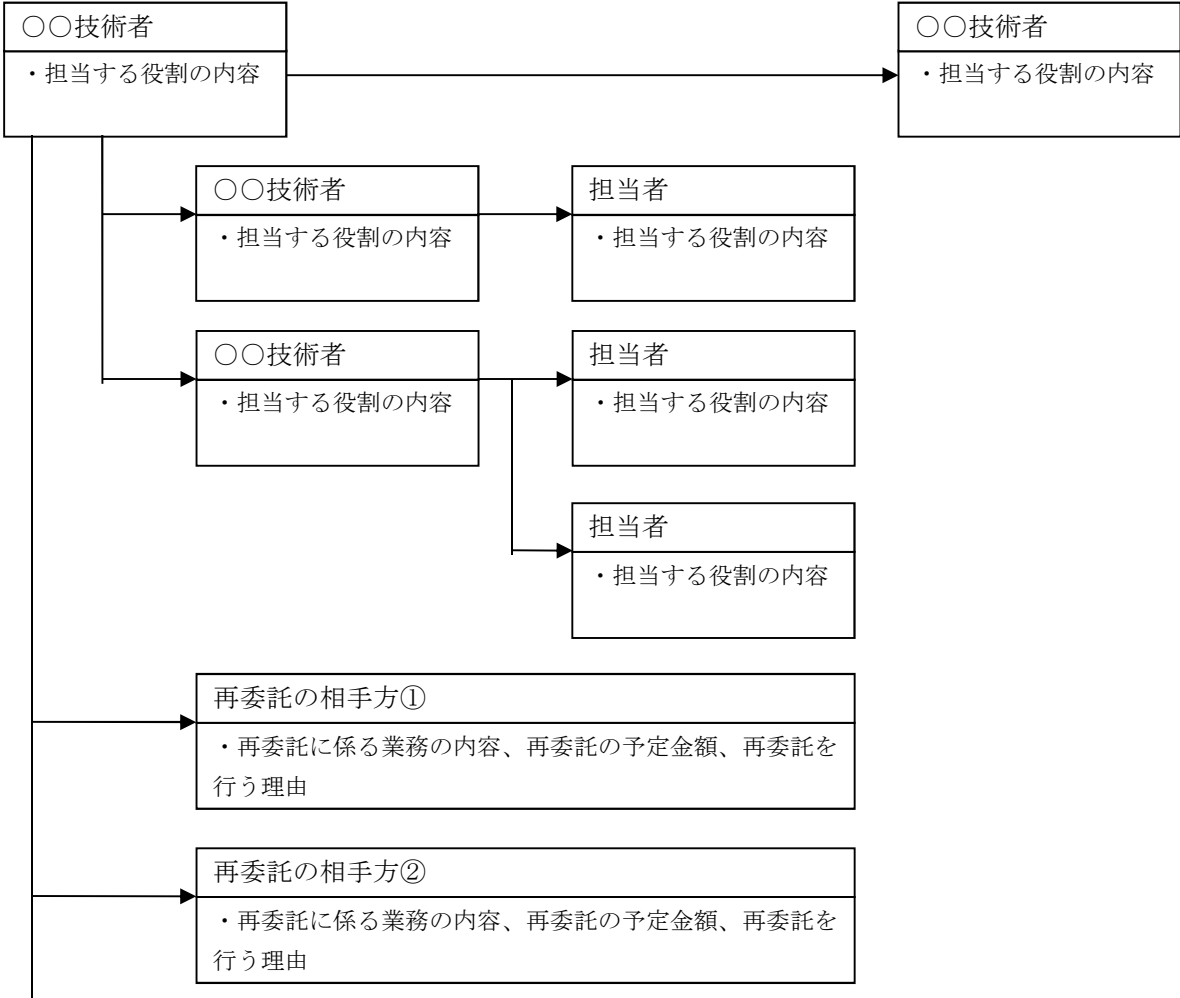 〇〇技術者
・担当する役割の内容
〇〇技術者
・担当する役割の内容
〇〇技術者
・担当する役割の内容
担当者
・担当する役割の内容
〇〇技術者
・担当する役割の内容
担当者
・担当する役割の内容
担当者
・担当する役割の内容
再委託の相手方①
・再委託に係る業務の内容、再委託の予定金額、再委託を
行う理由
再委託の相手方②
・再委託に係る業務の内容、再委託の予定金額、再委託を
行う理由